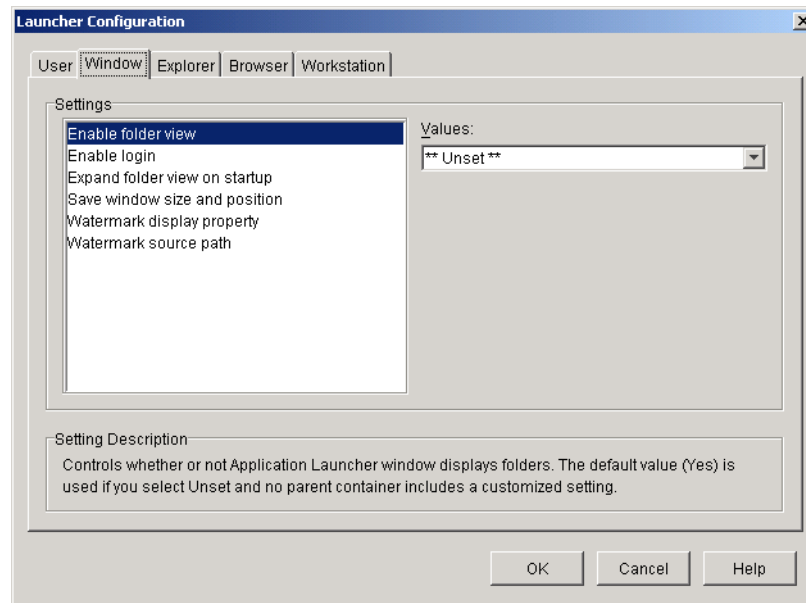 Launcher Configuration
User Window Explorer Browser Workstation
Settings
Enable folder view
Enable login
Expand folder view on startup
Save window size and position
Watermark display property
Watermark source path
Values:
** Unset **
Setting Description
Controls whether or not Application Launcher window displays folders. The default value (Yes) is
used if you select Unset and no parent container includes a customized setting.
OK Cancel Help